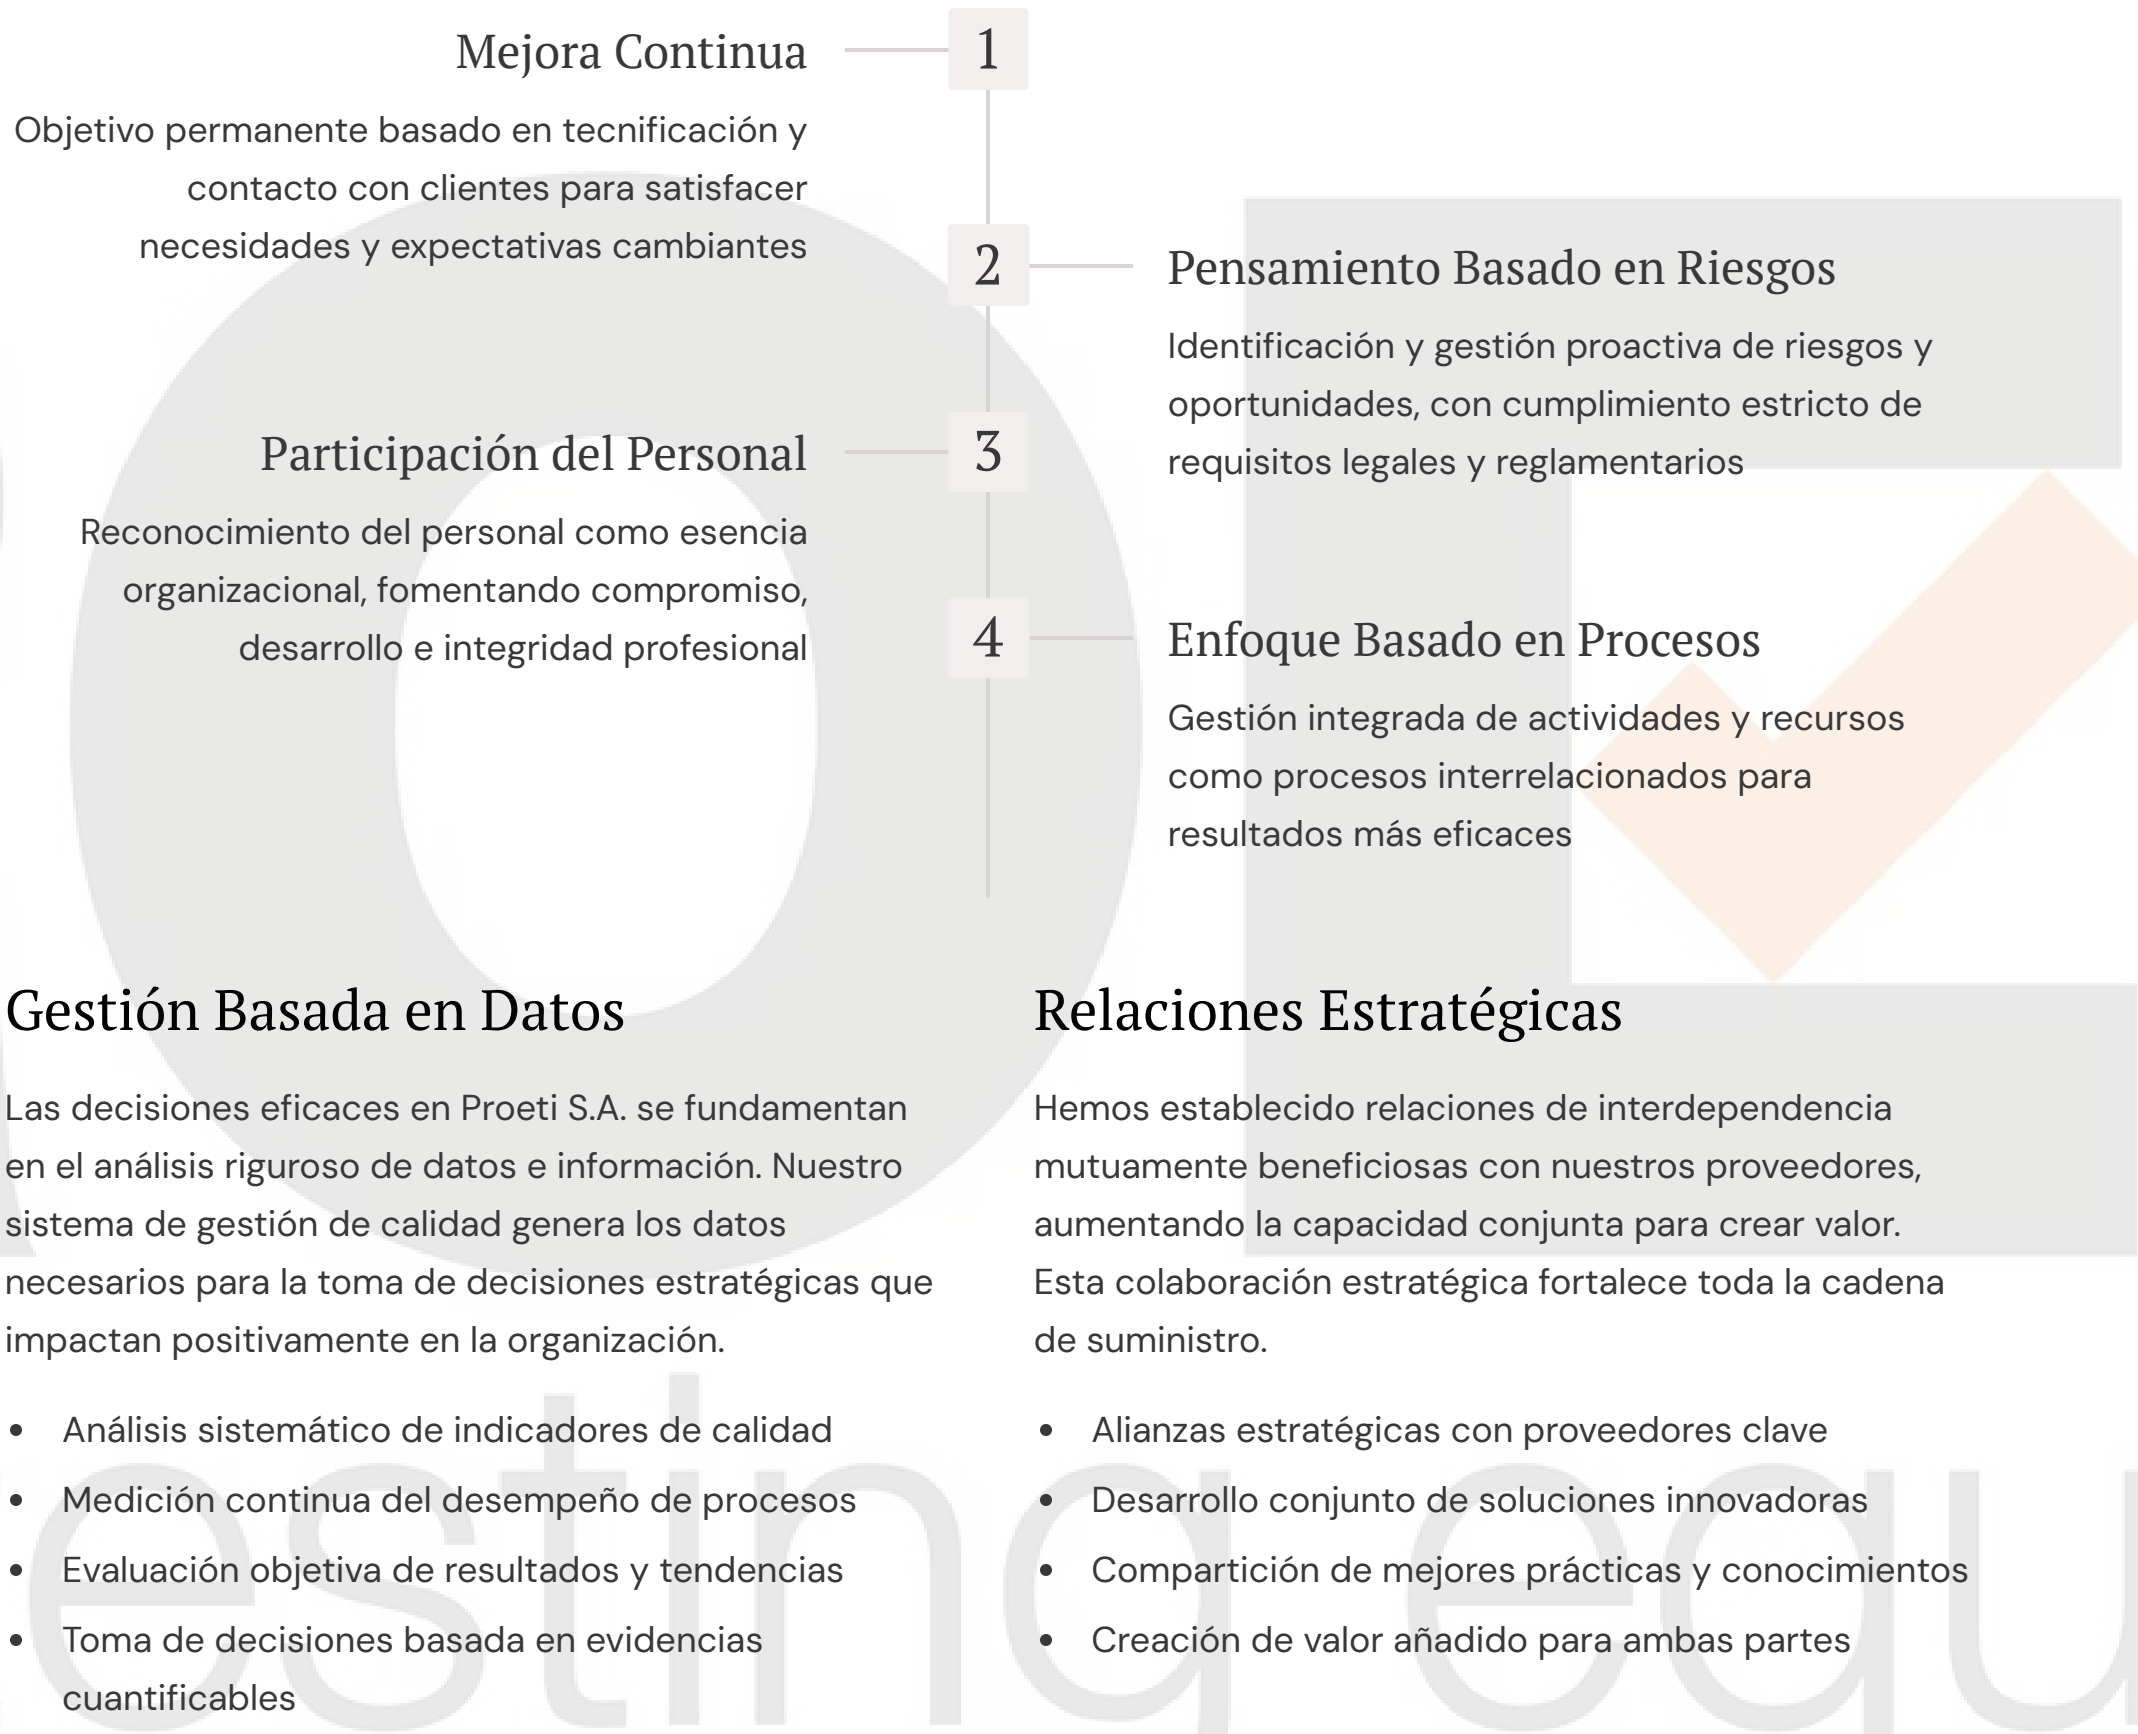 Mejora Continua
1
Objetivo permanente basado en tecnificación y
contacto con clientes para satisfacer
necesidades y expectativas cambiantes
2
Pensamiento Basado en Riesgos
Identificación y gestión proactiva de riesgos y
oportunidades, con cumplimiento estricto de
requisitos legales y reglamentarios
Participación del Personal
3
Reconocimiento del personal como esencia
organizacional, fomentando compromiso,
desarrollo e integridad profesional
4
Enfoque Basado en Procesos
Gestión integrada de actividades y recursos
como procesos interrelacionados para
resultados más eficaces
Gestión Basada en Datos
Las decisiones eficaces en Proeti S.A. se fundamentan
en el análisis riguroso de datos e información. Nuestro
sistema de gestión de calidad genera los datos
necesarios para la toma de decisiones estratégicas que
impactan positivamente en la organización.
• Análisis sistemático de indicadores de calidad
• Medición continua del desempeño de procesos
• Evaluación objetiva de resultados y tendencias
• Toma de decisiones basada en evidencias
cuantificables
Relaciones Estratégicas
Hemos establecido relaciones de interdependencia
mutuamente beneficiosas con nuestros proveedores,
aumentando la capacidad conjunta para crear valor.
Esta colaboración estratégica fortalece toda la cadena
de suministro.
• Alianzas estratégicas con proveedores clave
• Desarrollo conjunto de soluciones innovadoras
• Compartición de mejores prácticas y conocimientos
• Creación de valor añadido para ambas partes